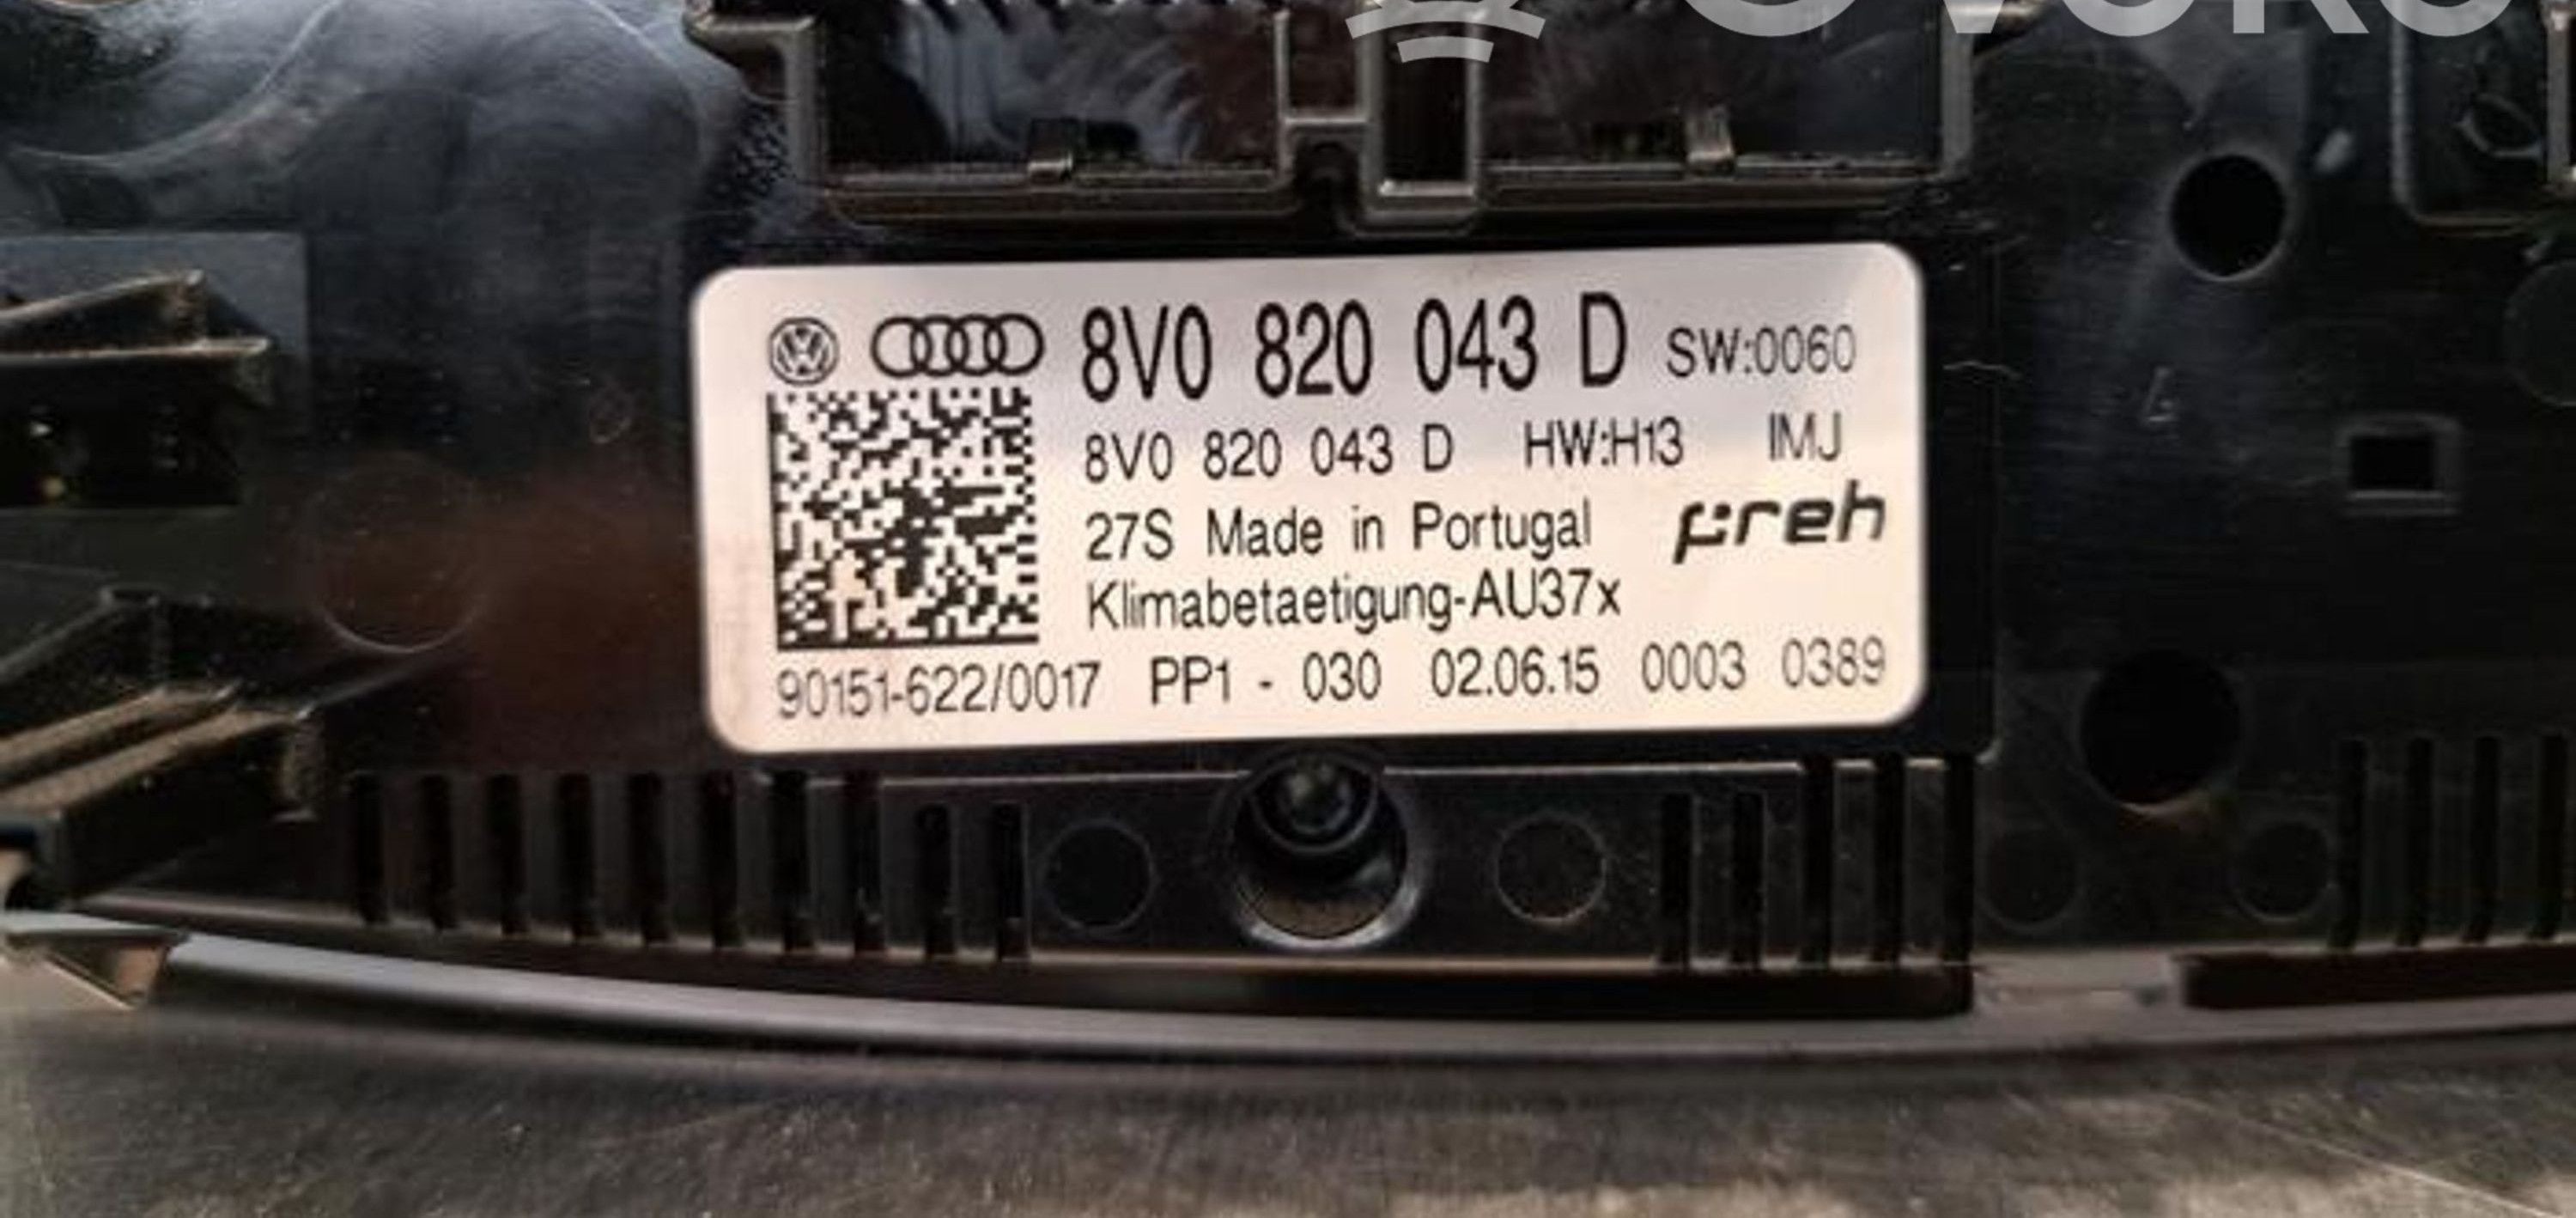 8V0 820 043 D SW:0060
8V0 820 043 D HW:H13 IMJ
27S Made in Portugal preh
Klimabetaetigung-AU37x
90151-622/0017 PP1 - 030 02.06.15 0003 0389